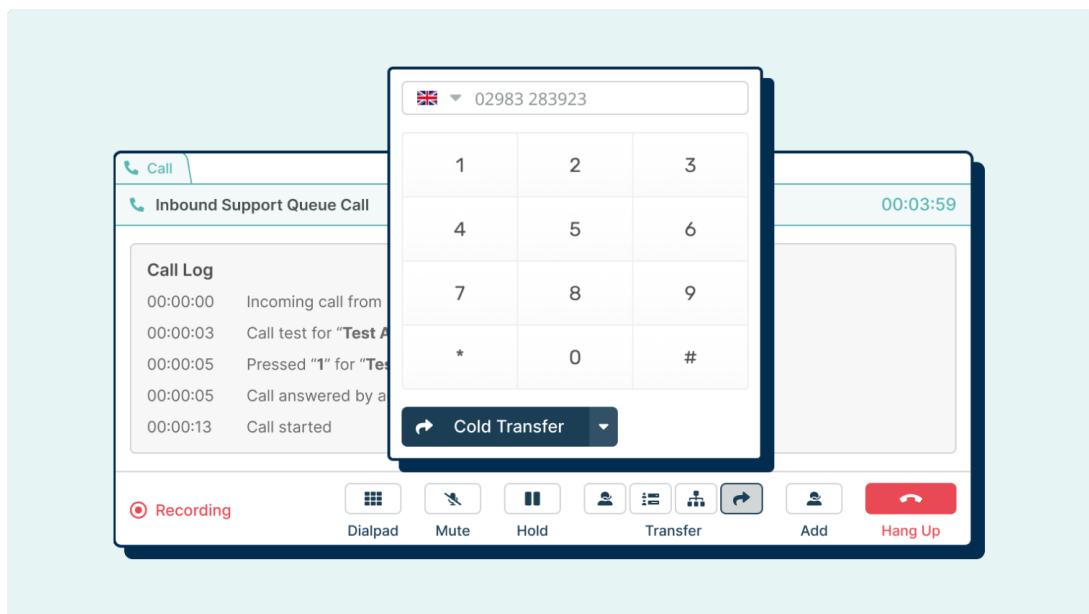 02983 283923
1 2 3
4 5 6
7 8 9
* 0 #
Cold Transfer
Call
Inbound Support Queue Call 00:03:59
Call Log
00:00:00 Incoming call from
00:00:03 Call test for “Test
00:00:05 Pressed “1” for
00:00:05 Call answered by
00:00:13 Call started
Recording
Dialpad Mute Hold Transfer Add Hang Up